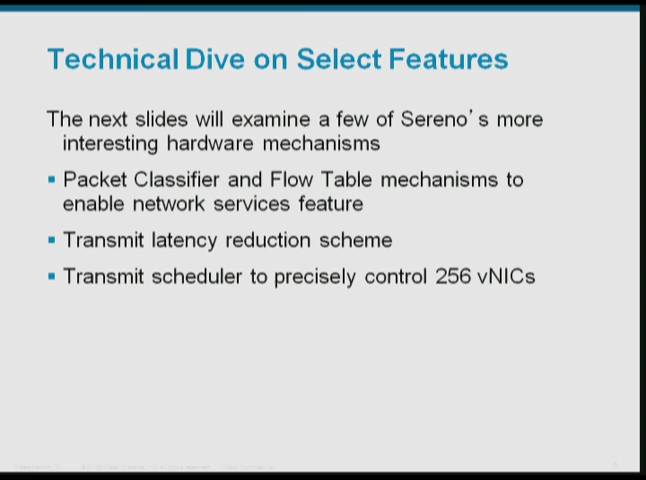 Technical Dive on Select Features
The next slides will examine a few of Sereno's more
interesting hardware mechanisms
▪ Packet Classifier and Flow Table mechanisms to
enable network services feature
▪ Transmit latency reduction scheme
▪ Transmit scheduler to precisely control 256 vNICs